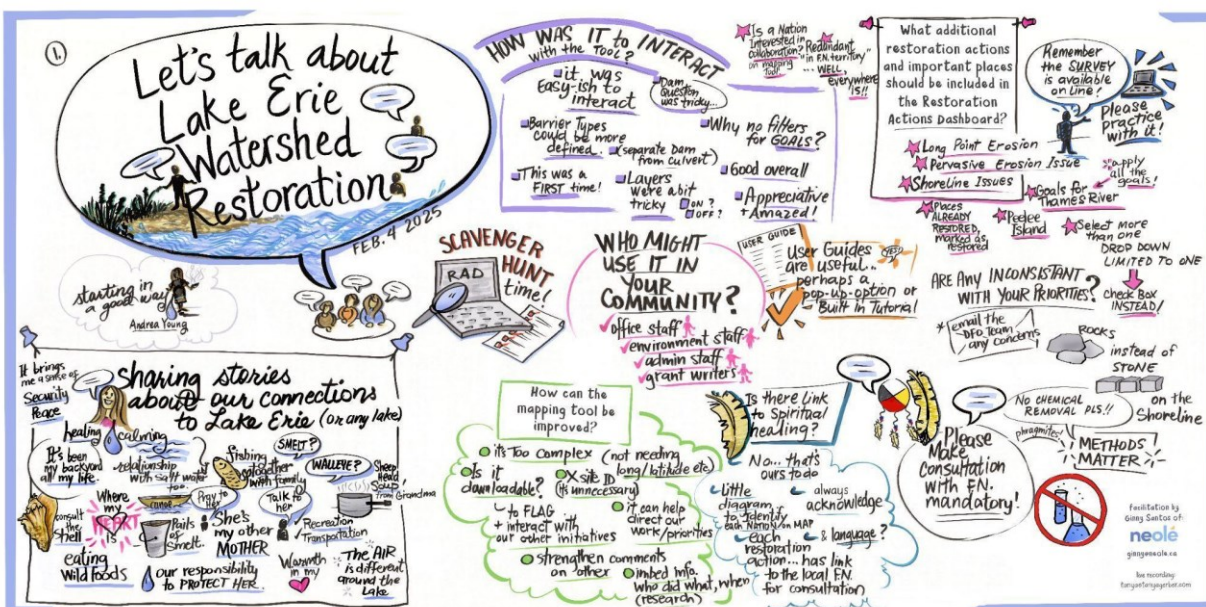 1.
Let's talk about
Lake Erie
Watershed
Restoration
FEB. 4 2025
starting in
a good way
Andrea Young
It brings
me a sense of
Security
Peace
sharing stories
about our connections
to Lake Erie (or any lake)
healing
calming
It's been
my backyard
all my life.
relationship
with salt water too
fishing
together
with family
SMELT?
WALLEYE?
Sheep
Head
Soup!
from Grandma
consult the
shell
Where
my
HEART
is
canoe
Pray to
Her
Talk to
her
Pails
of
Smelt.
She's
my other
MOTHER
Recreation
Transportation
eating
wild foods
our responsibility
to PROTECT HER.
Warmth
in my
The AIR
is different
around the
Lake
HOW WAS IT to INTERACT
with the TOOL?
it was
Easy-ish to
interact
Dam
Question
was tricky...
Barrier Types
could be more
defined.
(separate Dam
from culvert)
Why no filters
for GOALS?
This was a
FIRST time!
Layers
were a bit
tricky
ON?
OFF?
Good overall
Appreciative
+ Amazed!
Is a Nation
Interested in
collaboration?
on mapping
tool.
"Redundant
"in F.N. territory"
... WELL,
everywhere
IS!!
SCAVENGER
HUNT
time!
RAD
WHO MIGHT
USE IT IN
YOUR
COMMUNITY?
office staff
environment staff
admin staff
grant writers
USER GUIDE
YES!
User Guides
are useful...
perhaps a
pop-up-option or
Built In Tutorial
How can the
mapping tool be
improved?
it's Too complex (not needing
long/latitude etc)
Is it
downloadable?
X site ID
(it's unnecessary)
to FLAG
+ interact with
our other initiatives
it can help
direct our
work/priorities
strengthen comments
on other
imbed info.
who did what, when
(research)
Is there link
to Spiritual
healing?
No... that's
ours to do
Little
diagram
to identify
each Nation on MAP
always
acknowledge
& language?
each
restoration
action... has link
to the local F.N.
for consultation)
What additional
restoration actions
and important places
should be included
in the Restoration
Actions Dashboard?
Long Point Erosion
Pervasive Erosion Issue
Shoreline Issues
Remember
the SURVEY
is available
on Line!
Please
practice
with it!
apply
all the
goals!
Goals for
Thames River
Places
ALREADY
RESTORED,
marked as
restored
Peelee
Island
Select more
than one
DROP DOWN
LIMITED TO ONE
check Box
INSTEAD!
ARE ANY INCONSISTANT
WITH YOUR PRIORITIES?
email the
DFO Team
any concerns
ROCKS
instead of
STONE
on the
Shoreline
Please
Make
consultation
with F.N.
mandatory!
NO CHEMICAL
REMOVAL PLS!!
phragmites!
METHODS
MATTER
Facilitation by
Ginny Santos of:
neolé
ginnyneole.ca
live recording: